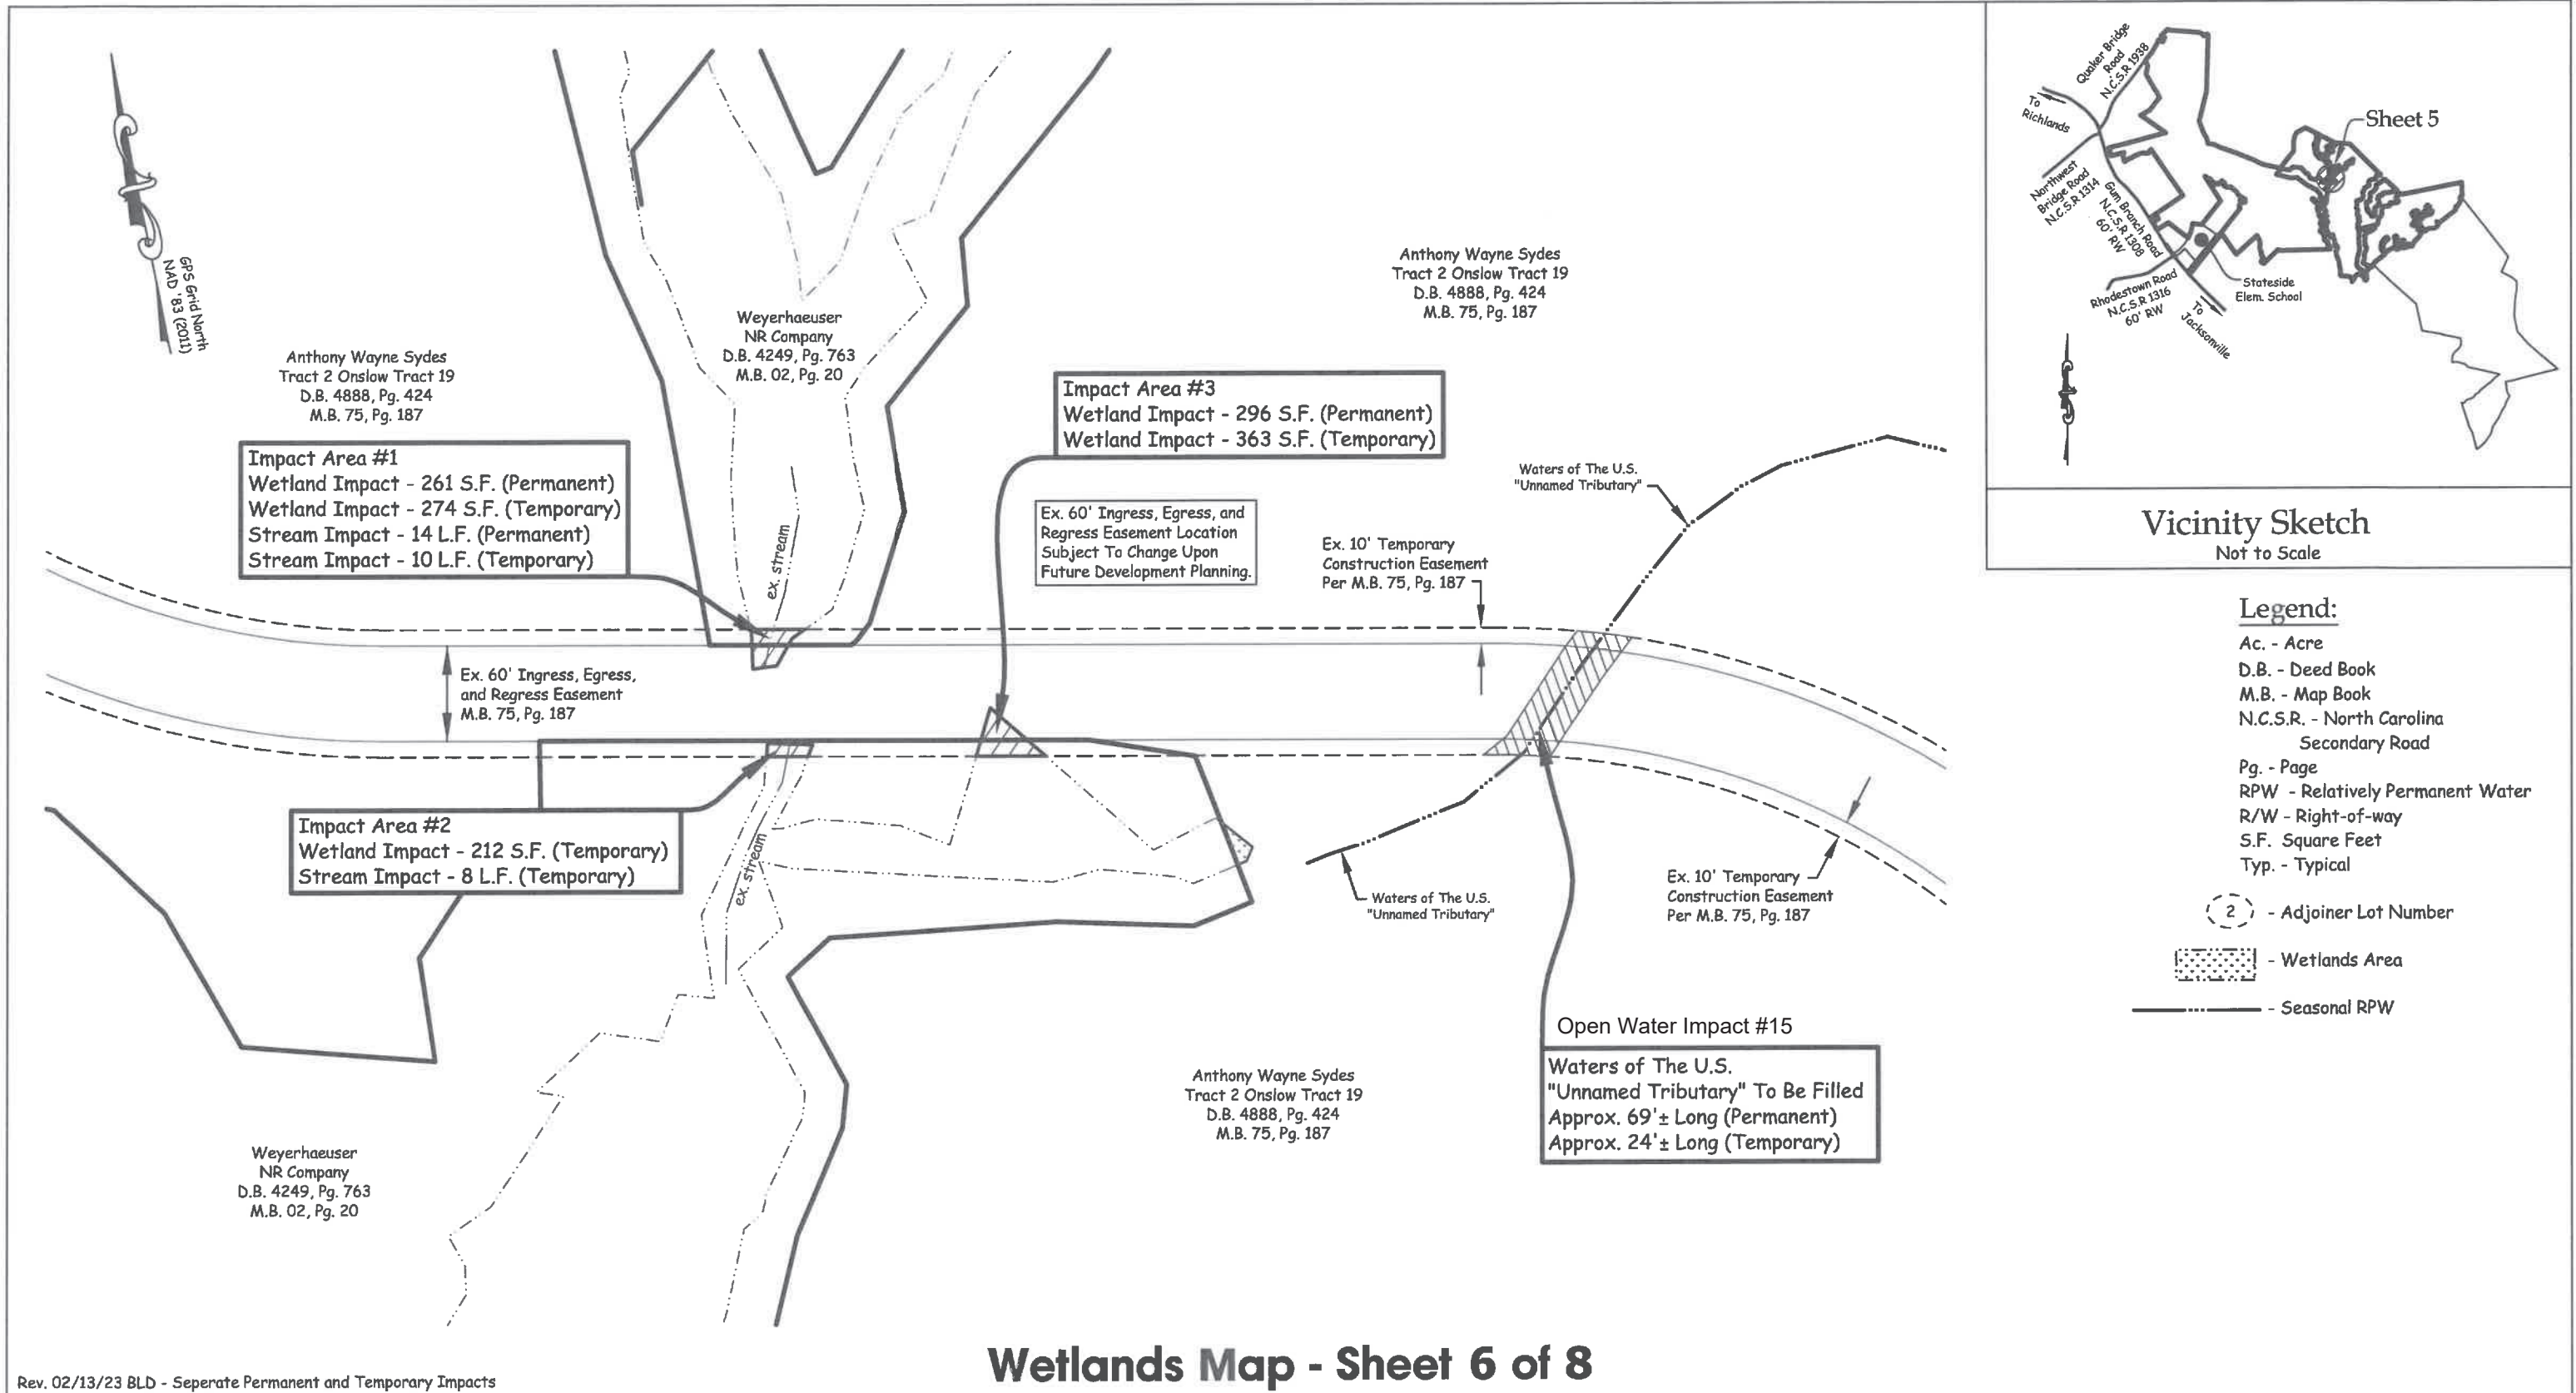 GPS Grid North
NAD '83 (2011)
Anthony Wayne Sydes
Tract 2 Onslow Tract 19
D.B. 4888, Pg. 424
M.B. 75, Pg. 187
Weyerhaeuser
NR Company
D.B. 4249, Pg. 763
M.B. 02, Pg. 20
Anthony Wayne Sydes
Tract 2 Onslow Tract 19
D.B. 4888, Pg. 424
M.B. 75, Pg. 187
Impact Area #1
Wetland Impact - 261 S.F. (Permanent)
Wetland Impact - 274 S.F. (Temporary)
Stream Impact - 14 L.F. (Permanent)
Stream Impact - 10 L.F. (Temporary)
Impact Area #3
Wetland Impact - 296 S.F. (Permanent)
Wetland Impact - 363 S.F. (Temporary)
Ex. 60' Ingress, Egress, and
Regress Easement Location
Subject To Change Upon
Future Development Planning.
Waters of The U.S.
"Unnamed Tributary"
Ex. 10' Temporary
Construction Easement
Per M.B. 75, Pg. 187
ex. stream
Ex. 60' Ingress, Egress,
and Regress Easement
M.B. 75, Pg. 187
Impact Area #2
Wetland Impact - 212 S.F. (Temporary)
Stream Impact - 8 L.F. (Temporary)
ex. stream
Waters of The U.S.
"Unnamed Tributary"
Ex. 10' Temporary
Construction Easement
Per M.B. 75, Pg. 187
Open Water Impact #15
Waters of The U.S.
"Unnamed Tributary" To Be Filled
Approx. 69'± Long (Permanent)
Approx. 24'± Long (Temporary)
Anthony Wayne Sydes
Tract 2 Onslow Tract 19
D.B. 4888, Pg. 424
M.B. 75, Pg. 187
Weyerhaeuser
NR Company
D.B. 4249, Pg. 763
M.B. 02, Pg. 20
Quaker Bridge
Road
N.C.S.R 1938
To
Richlands
Northwest
Bridge Road
N.C.S.R 1314
Gum Branch Road
N.C.S.R 1308
60' RW
Rhodestown Road
N.C.S.R 1316
60' RW
To
Jacksonville
Stateside
Elem. School
Sheet 5
Vicinity Sketch
Not to Scale
Legend:
Ac. - Acre
D.B. - Deed Book
M.B. - Map Book
N.C.S.R. - North Carolina
Secondary Road
Pg. - Page
RPW - Relatively Permanent Water
R/W - Right-of-way
S.F. Square Feet
Typ. - Typical
2 - Adjoiner Lot Number
- Wetlands Area
- Seasonal RPW
Wetlands Map - Sheet 6 of 8
Rev. 02/13/23 BLD - Seperate Permanent and Temporary Impacts